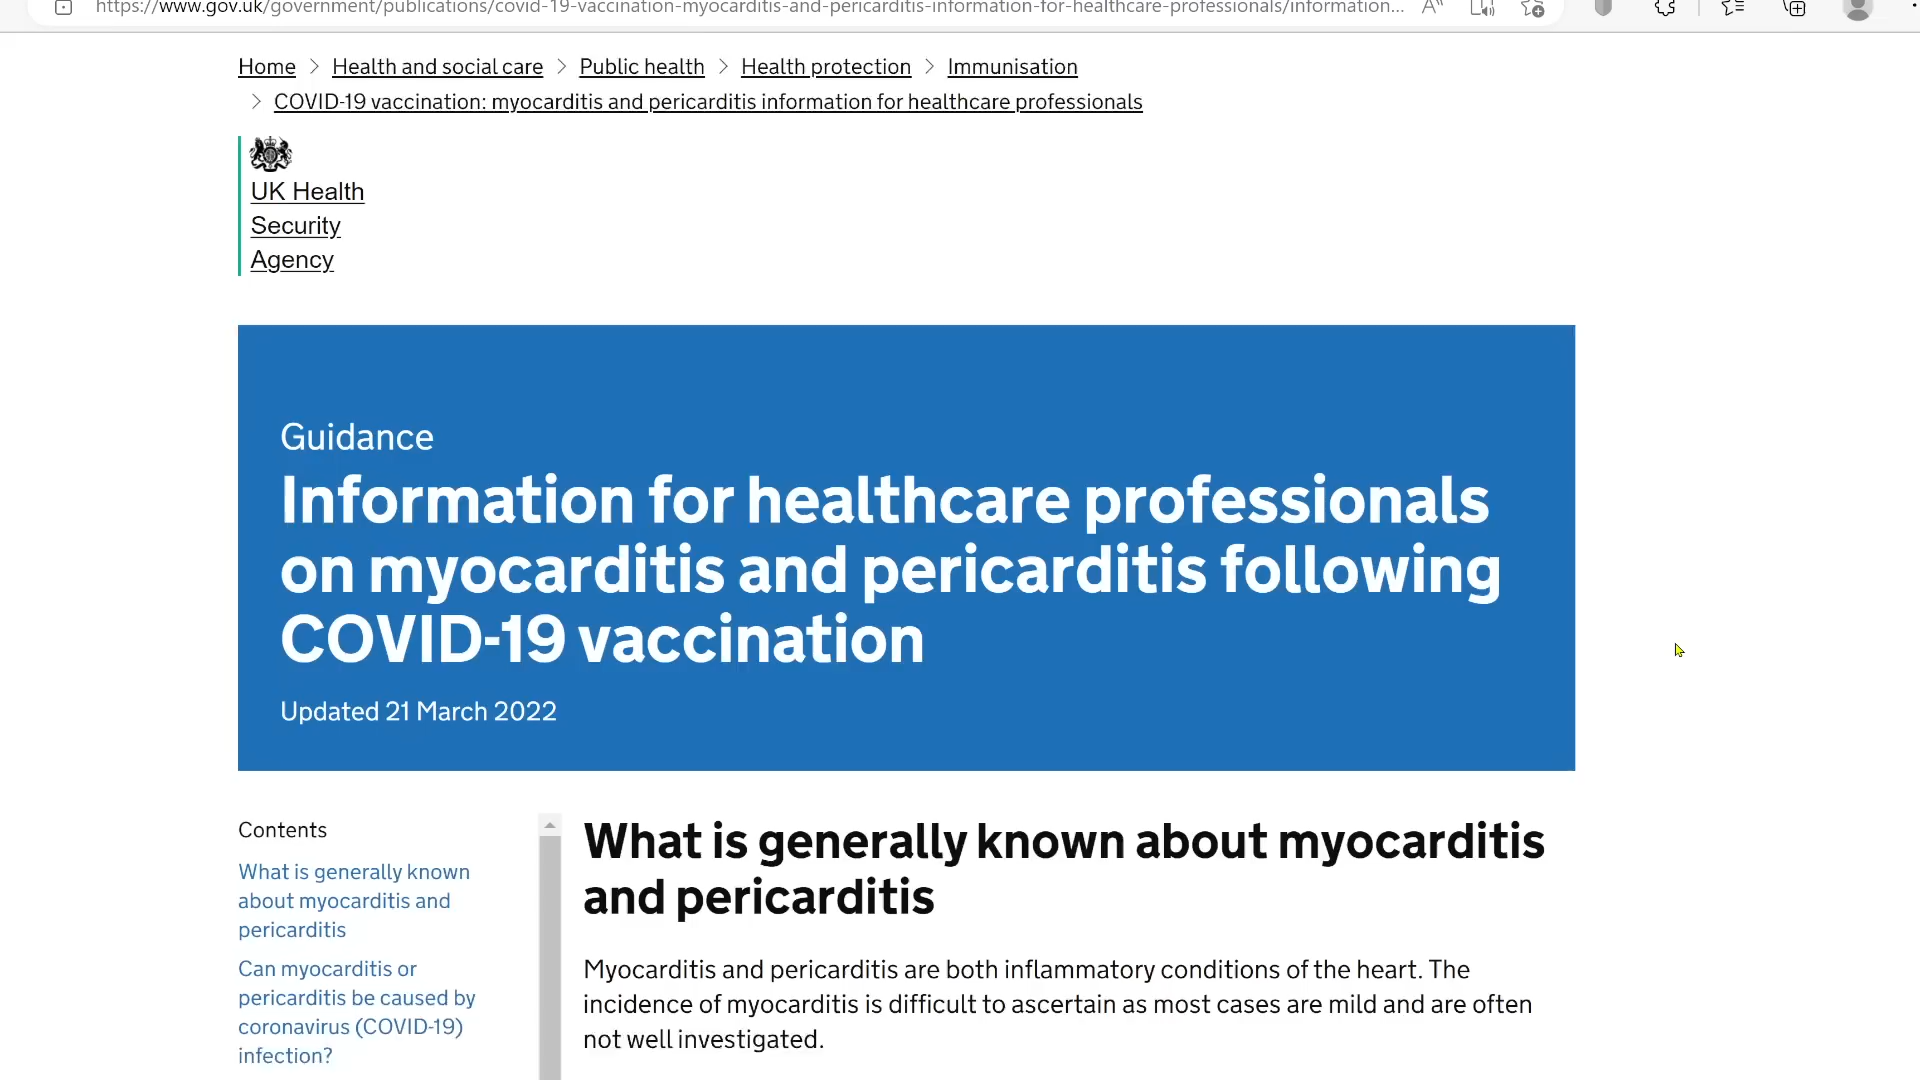 https://www.gov.uk/government/publications/covid-19-vaccination-myocarditis-and-pericarditis-information-for-healthcare-professionals/information...
Home > Health and social care > Public health > Health protection > Immunisation
> COVID-19 vaccination: myocarditis and pericarditis information for healthcare professionals
UK Health
Security
Agency
Guidance
Information for healthcare professionals
on myocarditis and pericarditis following
COVID-19 vaccination
Updated 21 March 2022
Contents
What is generally known
about myocarditis and
pericarditis
Can myocarditis or
pericarditis be caused by
coronavirus (COVID-19)
infection?
What is generally known about myocarditis
and pericarditis
Myocarditis and pericarditis are both inflammatory conditions of the heart. The
incidence of myocarditis is difficult to ascertain as most cases are mild and are often
not well investigated.